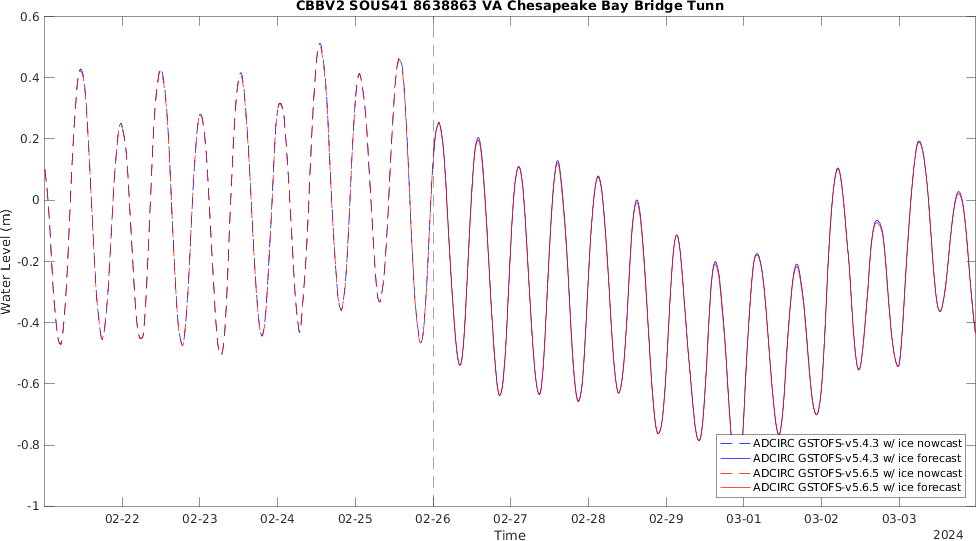 CBBV2 SOUS41 8638863 VA Chesapeake Bay Bridge Tunn
0.6
0.4
0.2
0
-0.2
-0.4
-0.6
-0.8
-1
Water Level (m)
ADCIRC GSTOFS-v5.4.3 w/ ice nowcast
ADCIRC GSTOFS-v5.4.3 w/ ice forecast
ADCIRC GSTOFS-v5.6.5 w/ ice nowcast
ADCIRC GSTOFS-v5.6.5 w/ ice forecast
02-22 02-23 02-24 02-25 02-26 02-27 02-28 02-29 03-01 03-02 03-03
Time
2024